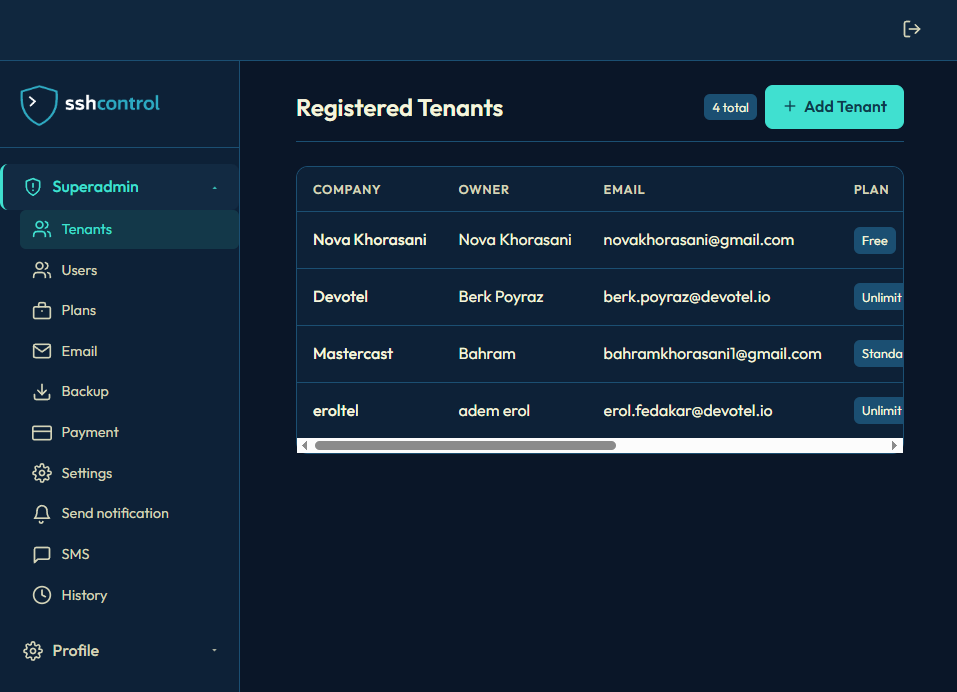 sshcontrol
Registered Tenants
4 total
+ Add Tenant
Superadmin
Tenants
Users
Plans
Email
Backup
Payment
Settings
Send notification
SMS
History
Profile
COMPANY OWNER EMAIL PLAN
Nova Khorasani Nova Khorasani novakhorasani@gmail.com Free
Devotel Berk Poyraz berk.poyraz@devotel.io Unlimit
Mastercast Bahram bahramkhorasani1@gmail.com Standa
eroltel adem erol erol.fedakar@devotel.io Unlimit